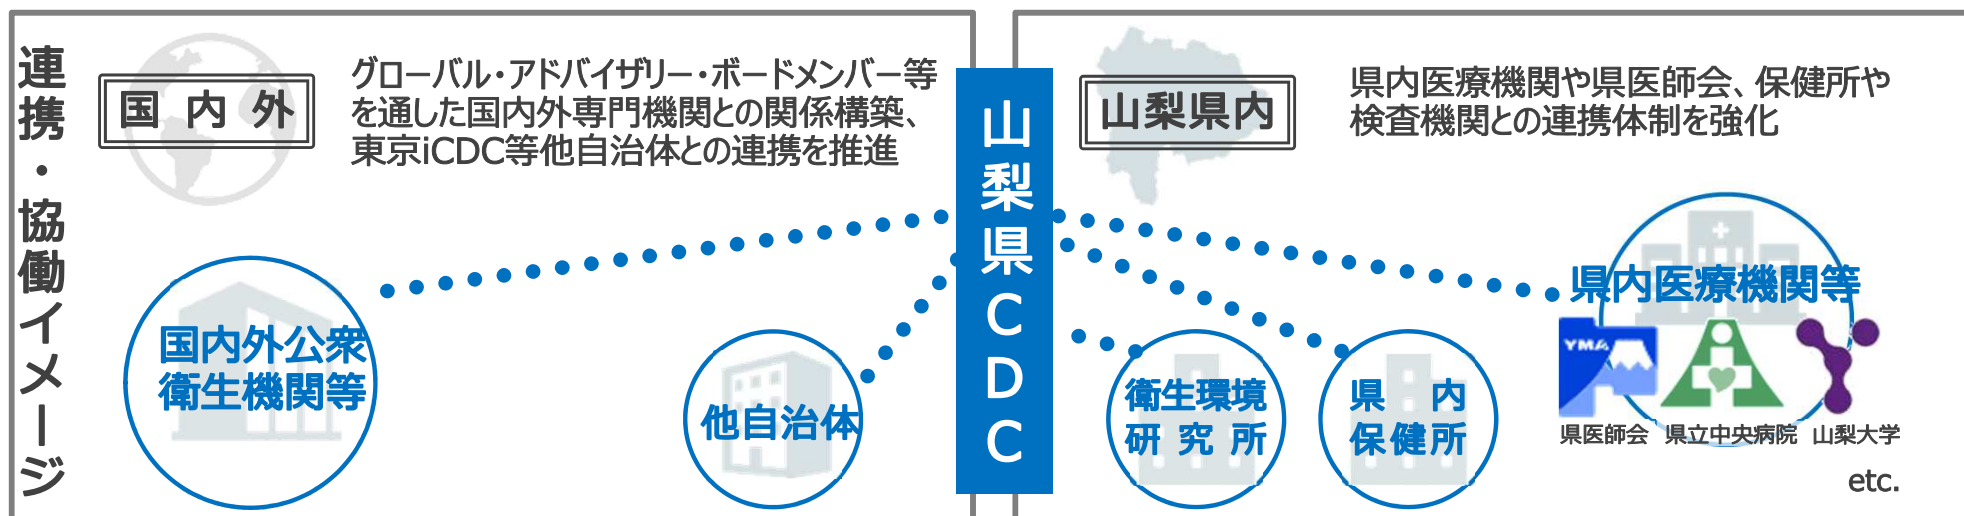 連携・協働イメージ
国内外
グローバル・アドバイザリー・ボードメンバー等
を通した国内外専門機関との関係構築、
東京iCDC等他自治体との連携を推進
国内外公衆
衛生機関等
他自治体
山梨県CDC
山梨県内
県内医療機関や県医師会、保健所や
検査機関との連携体制を強化
衛生環境
研究所
県内
保健所
県内医療機関等
YMA
県医師会 県立中央病院 山梨大学
etc.